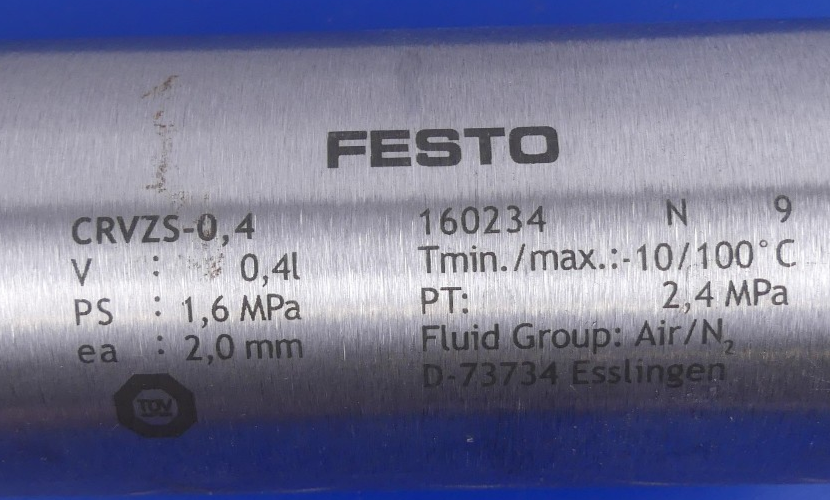 FESTO
CRVZS-0,4
V : 0,4l
PS : 1,6 MPa
ea : 2,0 mm
TÜV
160234 N 9
Tmin./max.:-10/100°C
PT: 2,4 MPa
Fluid Group: Air/N₂
D-73734 Esslingen